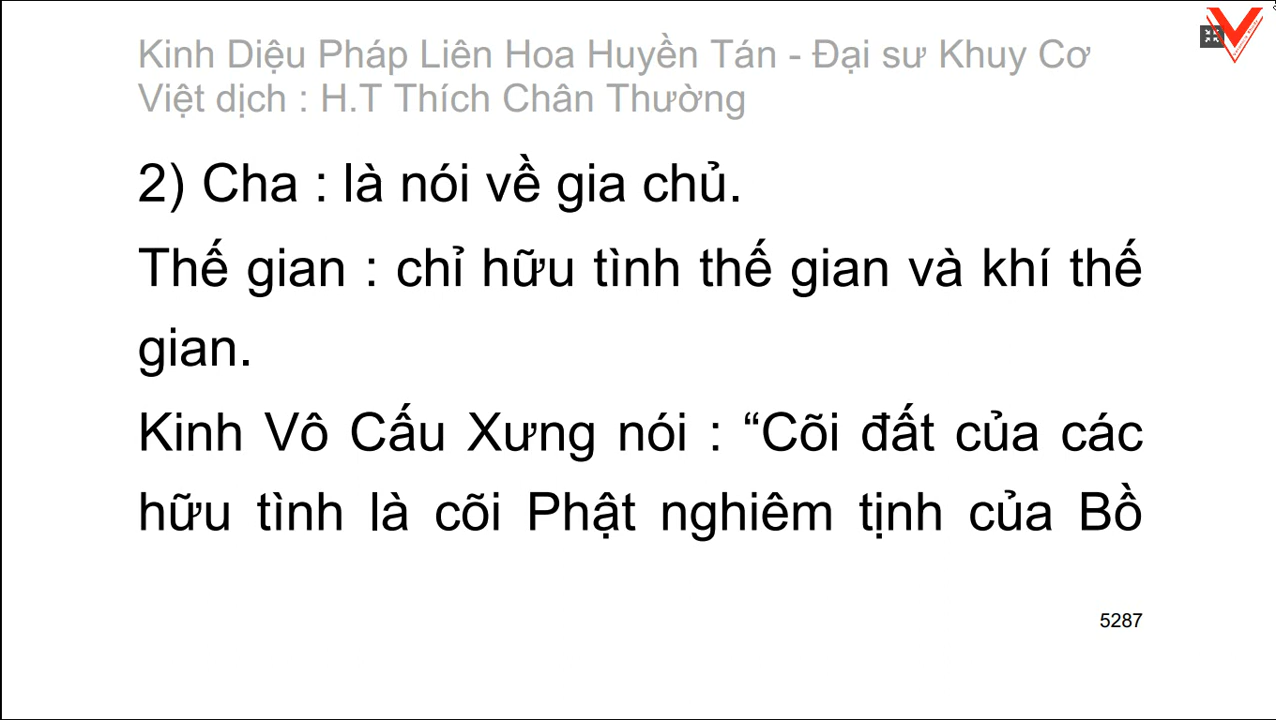 Kinh Diệu Pháp Liên Hoa Huyền Tán - Đại sư Khuy Cơ
Việt dịch : H.T Thích Chân Thường
2) Cha : là nói về gia chủ.
Thế gian : chỉ hữu tình thế gian và khí thế
gian.
Kinh Vô Cấu Xưng nói : “Cõi đất của các
hữu tình là cõi Phật nghiêm tịnh của Bồ
5287